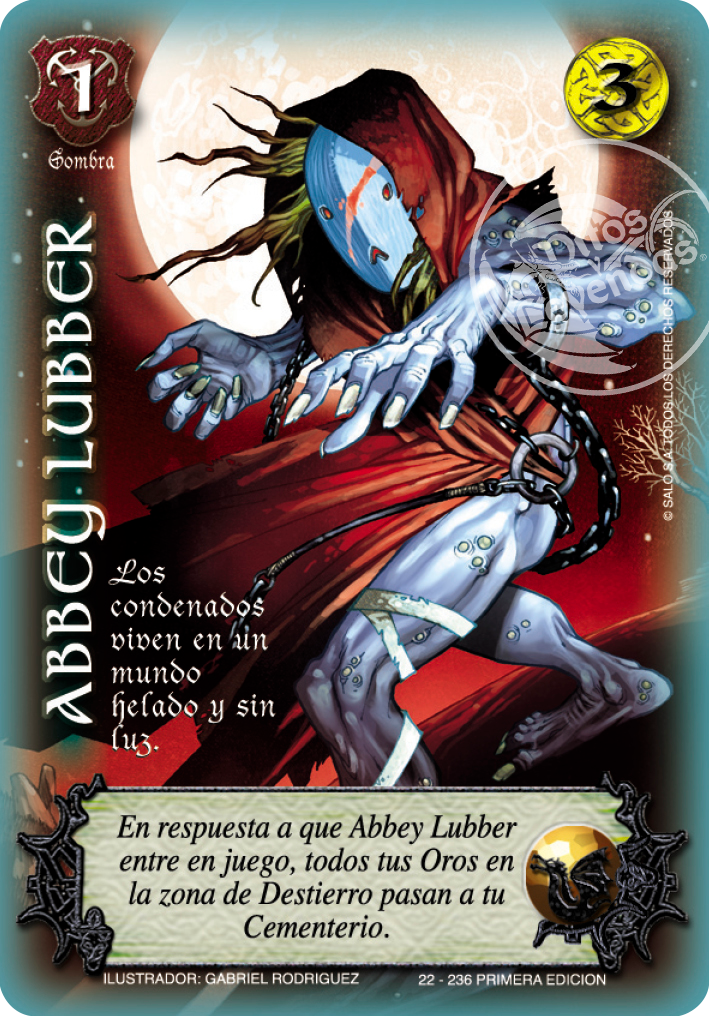 1
3
Sombra
ABBEY LUBBER
Mitos
y Leyendas®
© SALO S.A. TODOS LOS DERECHOS RESERVADOS
Los
condenados
viven en un
mundo
helado y sin
luz.
En respuesta a que Abbey Lubber
entre en juego, todos tus Oros en
la zona de Destierro pasan a tu
Cementerio.
ILUSTRADOR: GABRIEL RODRIGUEZ
22 - 236 PRIMERA EDICION